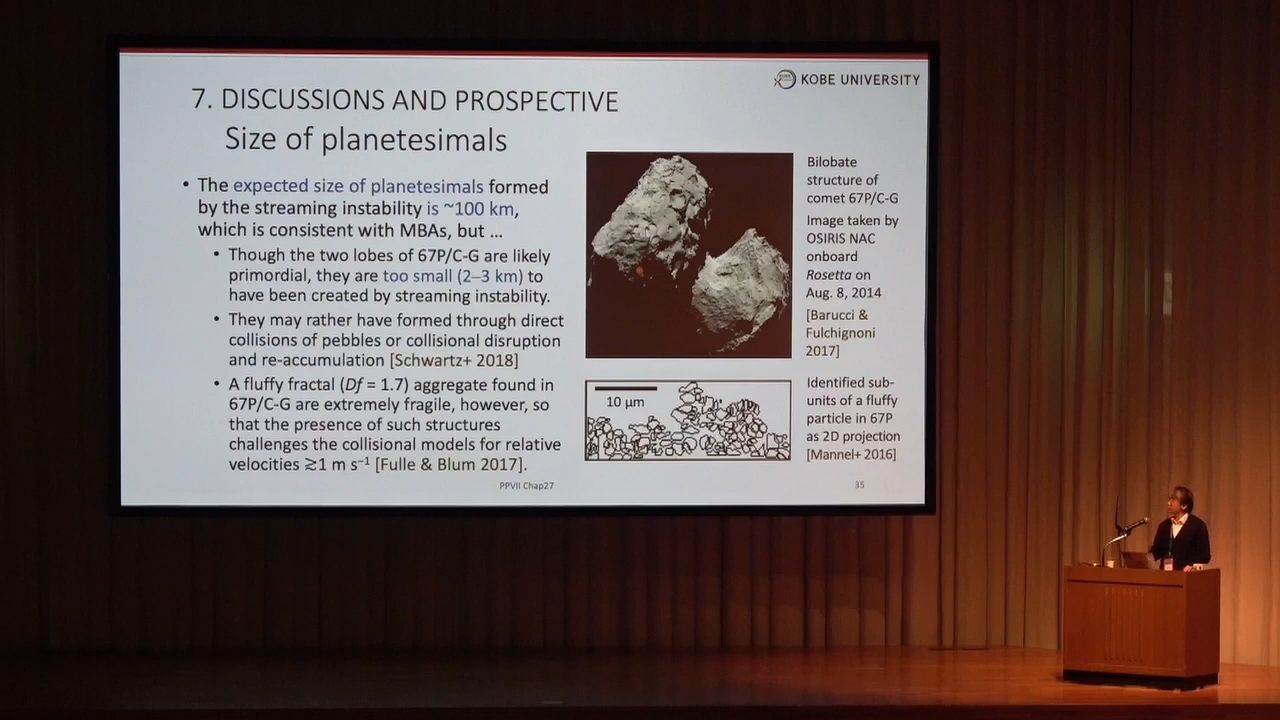 KOBE UNIVERSITY
7. DISCUSSIONS AND PROSPECTIVE
Size of planetesimals
• The expected size of planetesimals formed
by the streaming instability is ~100 km,
which is consistent with MBAs, but ...
• Though the two lobes of 67P/C-G are likely
primordial, they are too small (2–3 km) to
have been created by streaming instability.
• They may rather have formed through direct
collisions of pebbles or collisional disruption
and re-accumulation [Schwartz+ 2018]
• A fluffy fractal (Df = 1.7) aggregate found in
67P/C-G are extremely fragile, however, so
that the presence of such structures
challenges the collisional models for relative
velocities ≳1 m s⁻¹ [Fulle & Blum 2017].
Bilobate
structure of
comet 67P/C-G
Image taken by
OSIRIS NAC
onboard
Rosetta on
Aug. 8, 2014
[Barucci &
Fulchignoni
2017]
10 μm
Identified sub-
units of a fluffy
particle in 67P
as 2D projection
[Mannel+ 2016]
PPVII Chap27
35